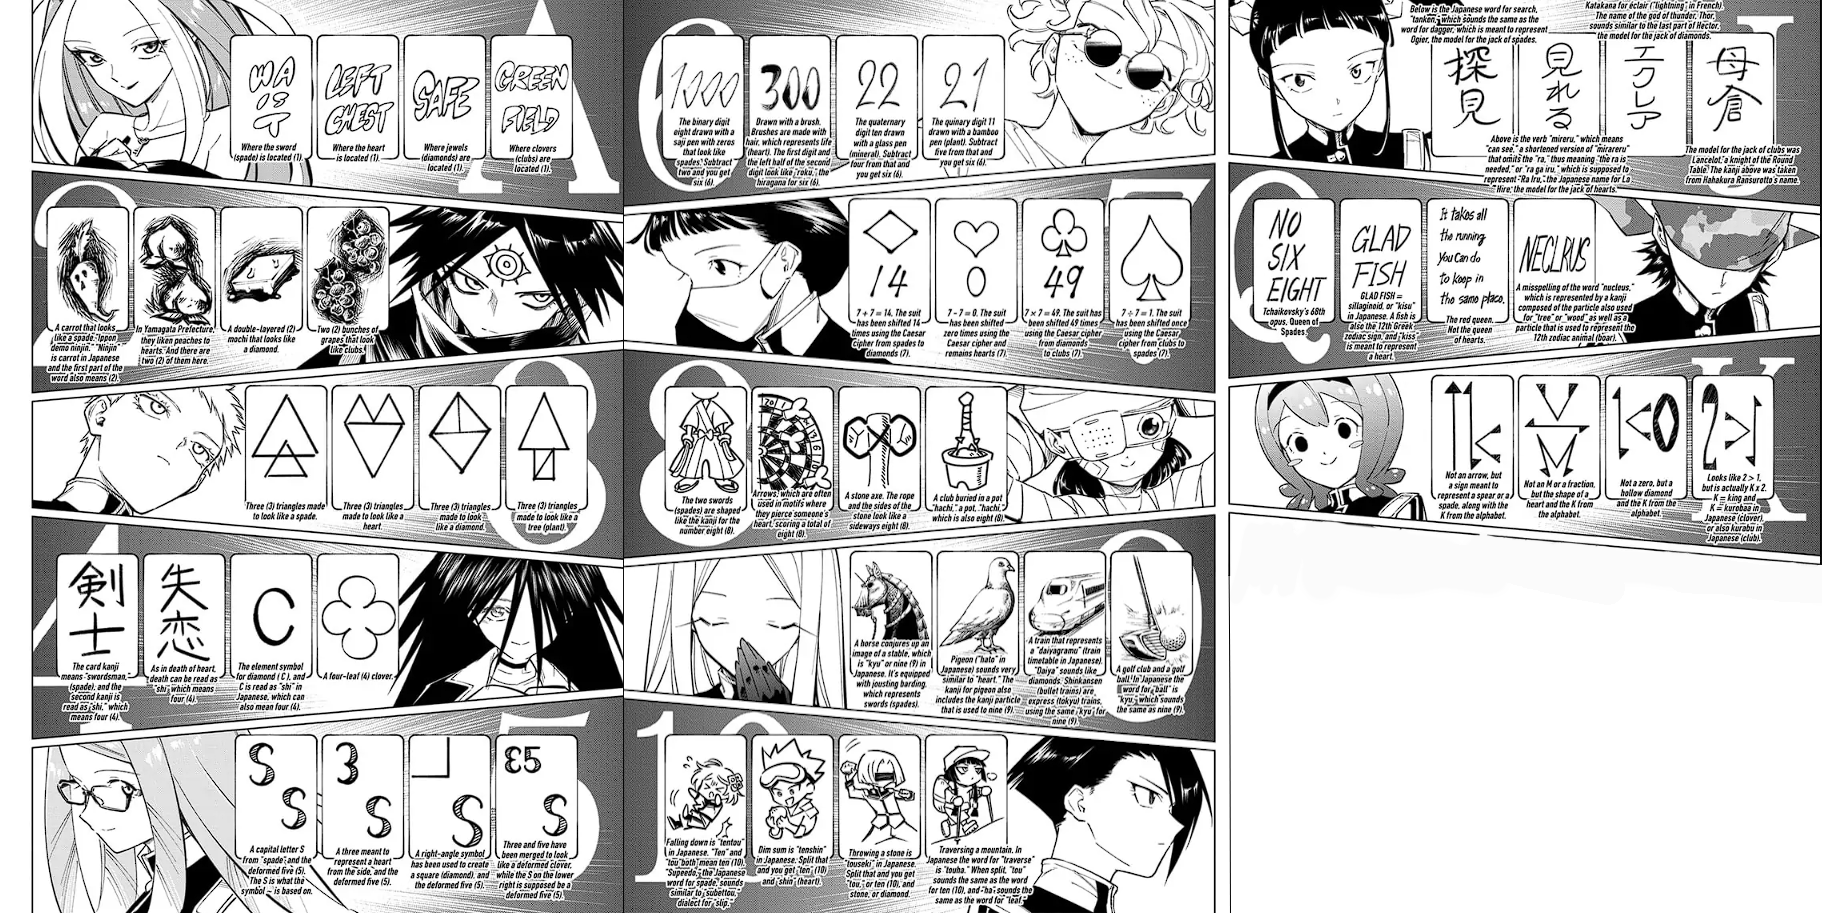 A
WA
is
T
LEFT
CHEST
SAFE
GREEN
FIELD
Where the sword
(spade) is located (1).
Where the heart
is located (1).
Where jewels
(diamonds) are
located (1).
Where clovers
(clubs) are
located (1).
2
A carrot that looks
like a spade. "Ippon
demo ninjin." "Ninjin"
is carrot in Japanese
and the first part of the
word also means (2).
In Yamagata Prefecture,
they liken peaches to
hearts. And there are
two (2) of them here.
A double-layered (2)
mochi that looks like
a diamond.
Two (2) bunches of
grapes that look
like clubs.
3
Three (3) triangles made
to look like a spade.
Three (3) triangles
made to look like a
heart.
Three (3) triangles
made to look
like a diamond.
Three (3) triangles
made to look like a
tree (plant).
4
剣
士
失
恋
C
The card kanji
means "swordsman,"
(spade), and the
second kanji is
read as "shi," which
means four (4).
As in death of heart,
death can be read as
"shi" which means
four (4).
The element symbol
for diamond ( C ), and
C is read as "shi" in
Japanese, which can
also mean four (4).
A four-leaf (4) clover.
5
S
S
3
S
S
ε5
S
A capital letter S
from "spade" and the
deformed five (5).
The S is what the
symbol ~ is based on.
A three meant to
represent a heart
from the side, and the
deformed five (5).
A right-angle symbol
has been used to create
a square (diamond), and
the deformed five (5).
Three and five have
been merged to look
like a deformed clover,
while the S on the lower
right is supposed be a
deformed five (5).
6
1000
300
22
21
The binary digit
eight drawn with a
saji pen with zeros
that look like
spades. Subtract
two and you get
six (6).
Drawn with a brush.
Brushes are made with
hair, which represents life
(heart). The first digit and
the left half of the second
digit look like "roku," the
hiragana for six (6).
The quaternary
digit ten drawn
with a glass pen
(mineral). Subtract
four from that and
you get six (6).
The quinary digit 11
drawn with a bamboo
pen (plant). Subtract
five from that and
you get six (6).
7
14
0
49
7 + 7 = 14. The suit
has been shifted 14
times using the Caesar
cipher from spades to
diamonds (7).
7 - 7 = 0. The suit
has been shifted
zero times using the
Caesar cipher and
remains hearts (7).
7 × 7 = 49. The suit has
been shifted 49 times
using the Caesar cipher
from diamonds
to clubs (7).
7 ÷ 7 = 1. The suit
has been shifted once
using the Caesar
cipher from clubs to
spades (7).
8
The two swords
(spades) are shaped
like the kanji for the
number eight (8).
Arrows, which are often
used in motifs where
they pierce someone's
heart, scoring a total of
eight (8).
A stone axe. The rope
and the sides of the
stone look like a
sideways eight (8).
A club buried in a pot
"hachi," a pot, "hachi,"
which is also eight (8).
9
A horse conjures up an
image of a stable, which
is "kyu" or nine (9) in
Japanese. It's equipped
with jousting barding,
which represents
swords (spades).
Pigeon ("hato" in
Japanese) sounds very
similar to "heart." The
kanji for pigeon also
includes the kanji particle
that is used to nine (9).
A train that represents
a "daiyagramu" (train
timetable in Japanese).
"Daiya" sounds like
diamonds. Shinkansen
(bullet trains) are
express (tokyu) trains,
using the same "kyu" for
nine (9).
A golf club and a golf
ball. In Japanese the
word for "ball" is
"kyu," which sounds
the same as nine (9).
10
Falling down is "tentou"
in Japanese. "Ten" and
"tou" both mean ten (10).
"Supeedo," the Japanese
word for spade, sounds
similar to "subettou,"
dialect for "slip."
Dim sum is "tenshin"
in Japanese. Split that
and you get "ten" (10)
and "shin" (heart).
Throwing a stone is
"touseki" in Japanese.
Split that and you get
"tou," or ten (10), and
stone, or diamond.
Traversing a mountain. In
Japanese the word for "traverse"
is "touha." When split, "tou"
sounds the same as the word
for ten (10), and "ha" sounds the
same as the word for "leaf."
J
Below is the Japanese word for search,
"tanken," which sounds the same as the
word for dagger, which is meant to represent
Ogier, the model for the jack of spades.
Katakana for éclair ("lightning" in French).
The name of the god of thunder, Thor,
sounds similar to the last part of Hector,
the model for the jack of diamonds.
探
見
見
れ
る
エクレア
母
倉
Above is the verb "mireru," which means
"can see," a shortened version of "mirareru"
that omits the "ra," thus meaning "the ra is
needed," or "ra ga iru," which is supposed to
represent "Ra Iru," the Japanese name for La
Hire, the model for the jack of hearts.
The model for the jack of clubs was
Lancelot, a knight of the Round
Table. The kanji above was taken
from Hahakura Ransurotto's name.
Q
NO
SIX
EIGHT
GLAD
FISH
It takes all
the running
you can do
to keep in
the same place.
NECLRUS
Tchaikovsky's 68th
opus, Queen of
Spades
GLAD FISH =
sillaginoid, or "kisu"
in Japanese. A fish is
also the 12th Greek
zodiac sign, and "kiss"
is meant to represent
a heart.
The red queen.
Not the queen
of hearts.
A misspelling of the word "nucleus,"
which is represented by a kanji
composed of the particle also used
for "tree" or "wood" as well as a
particle that is used to represent the
12th zodiac animal (boar).
K
Not an arrow, but
a sign meant to
represent a spear or a
spade, along with the
K from the alphabet.
Not an M or a fraction,
but the shape of a
heart and the K from
the alphabet.
Not a zero, but a
hollow diamond
and the K from the
alphabet.
Looks like 2 > 1,
but is actually K x 2.
K = king and
K = kurobaa in
Japanese (clover),
or also kurabu in
Japanese (club).